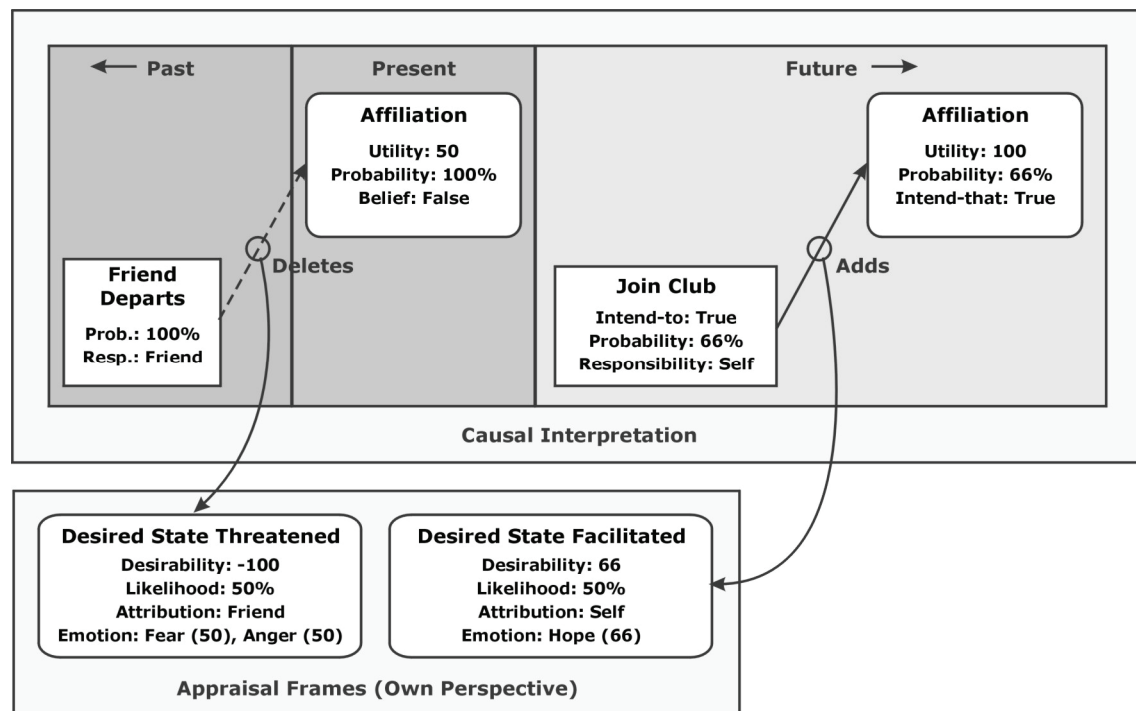 Past
Present
Future
Affiliation
Utility: 50
Probability: 100%
Belief: False
Affiliation
Utility: 100
Probability: 66%
Intend-that: True
Deletes
Adds
Friend
Departs
Prob.: 100%
Resp.: Friend
Join Club
Intend-to: True
Probability: 66%
Responsibility: Self
Causal Interpretation
Desired State Threatened
Desirability: -100
Likelihood: 50%
Attribution: Friend
Emotion: Fear (50), Anger (50)
Desired State Facilitated
Desirability: 66
Likelihood: 50%
Attribution: Self
Emotion: Hope (66)
Appraisal Frames (Own Perspective)